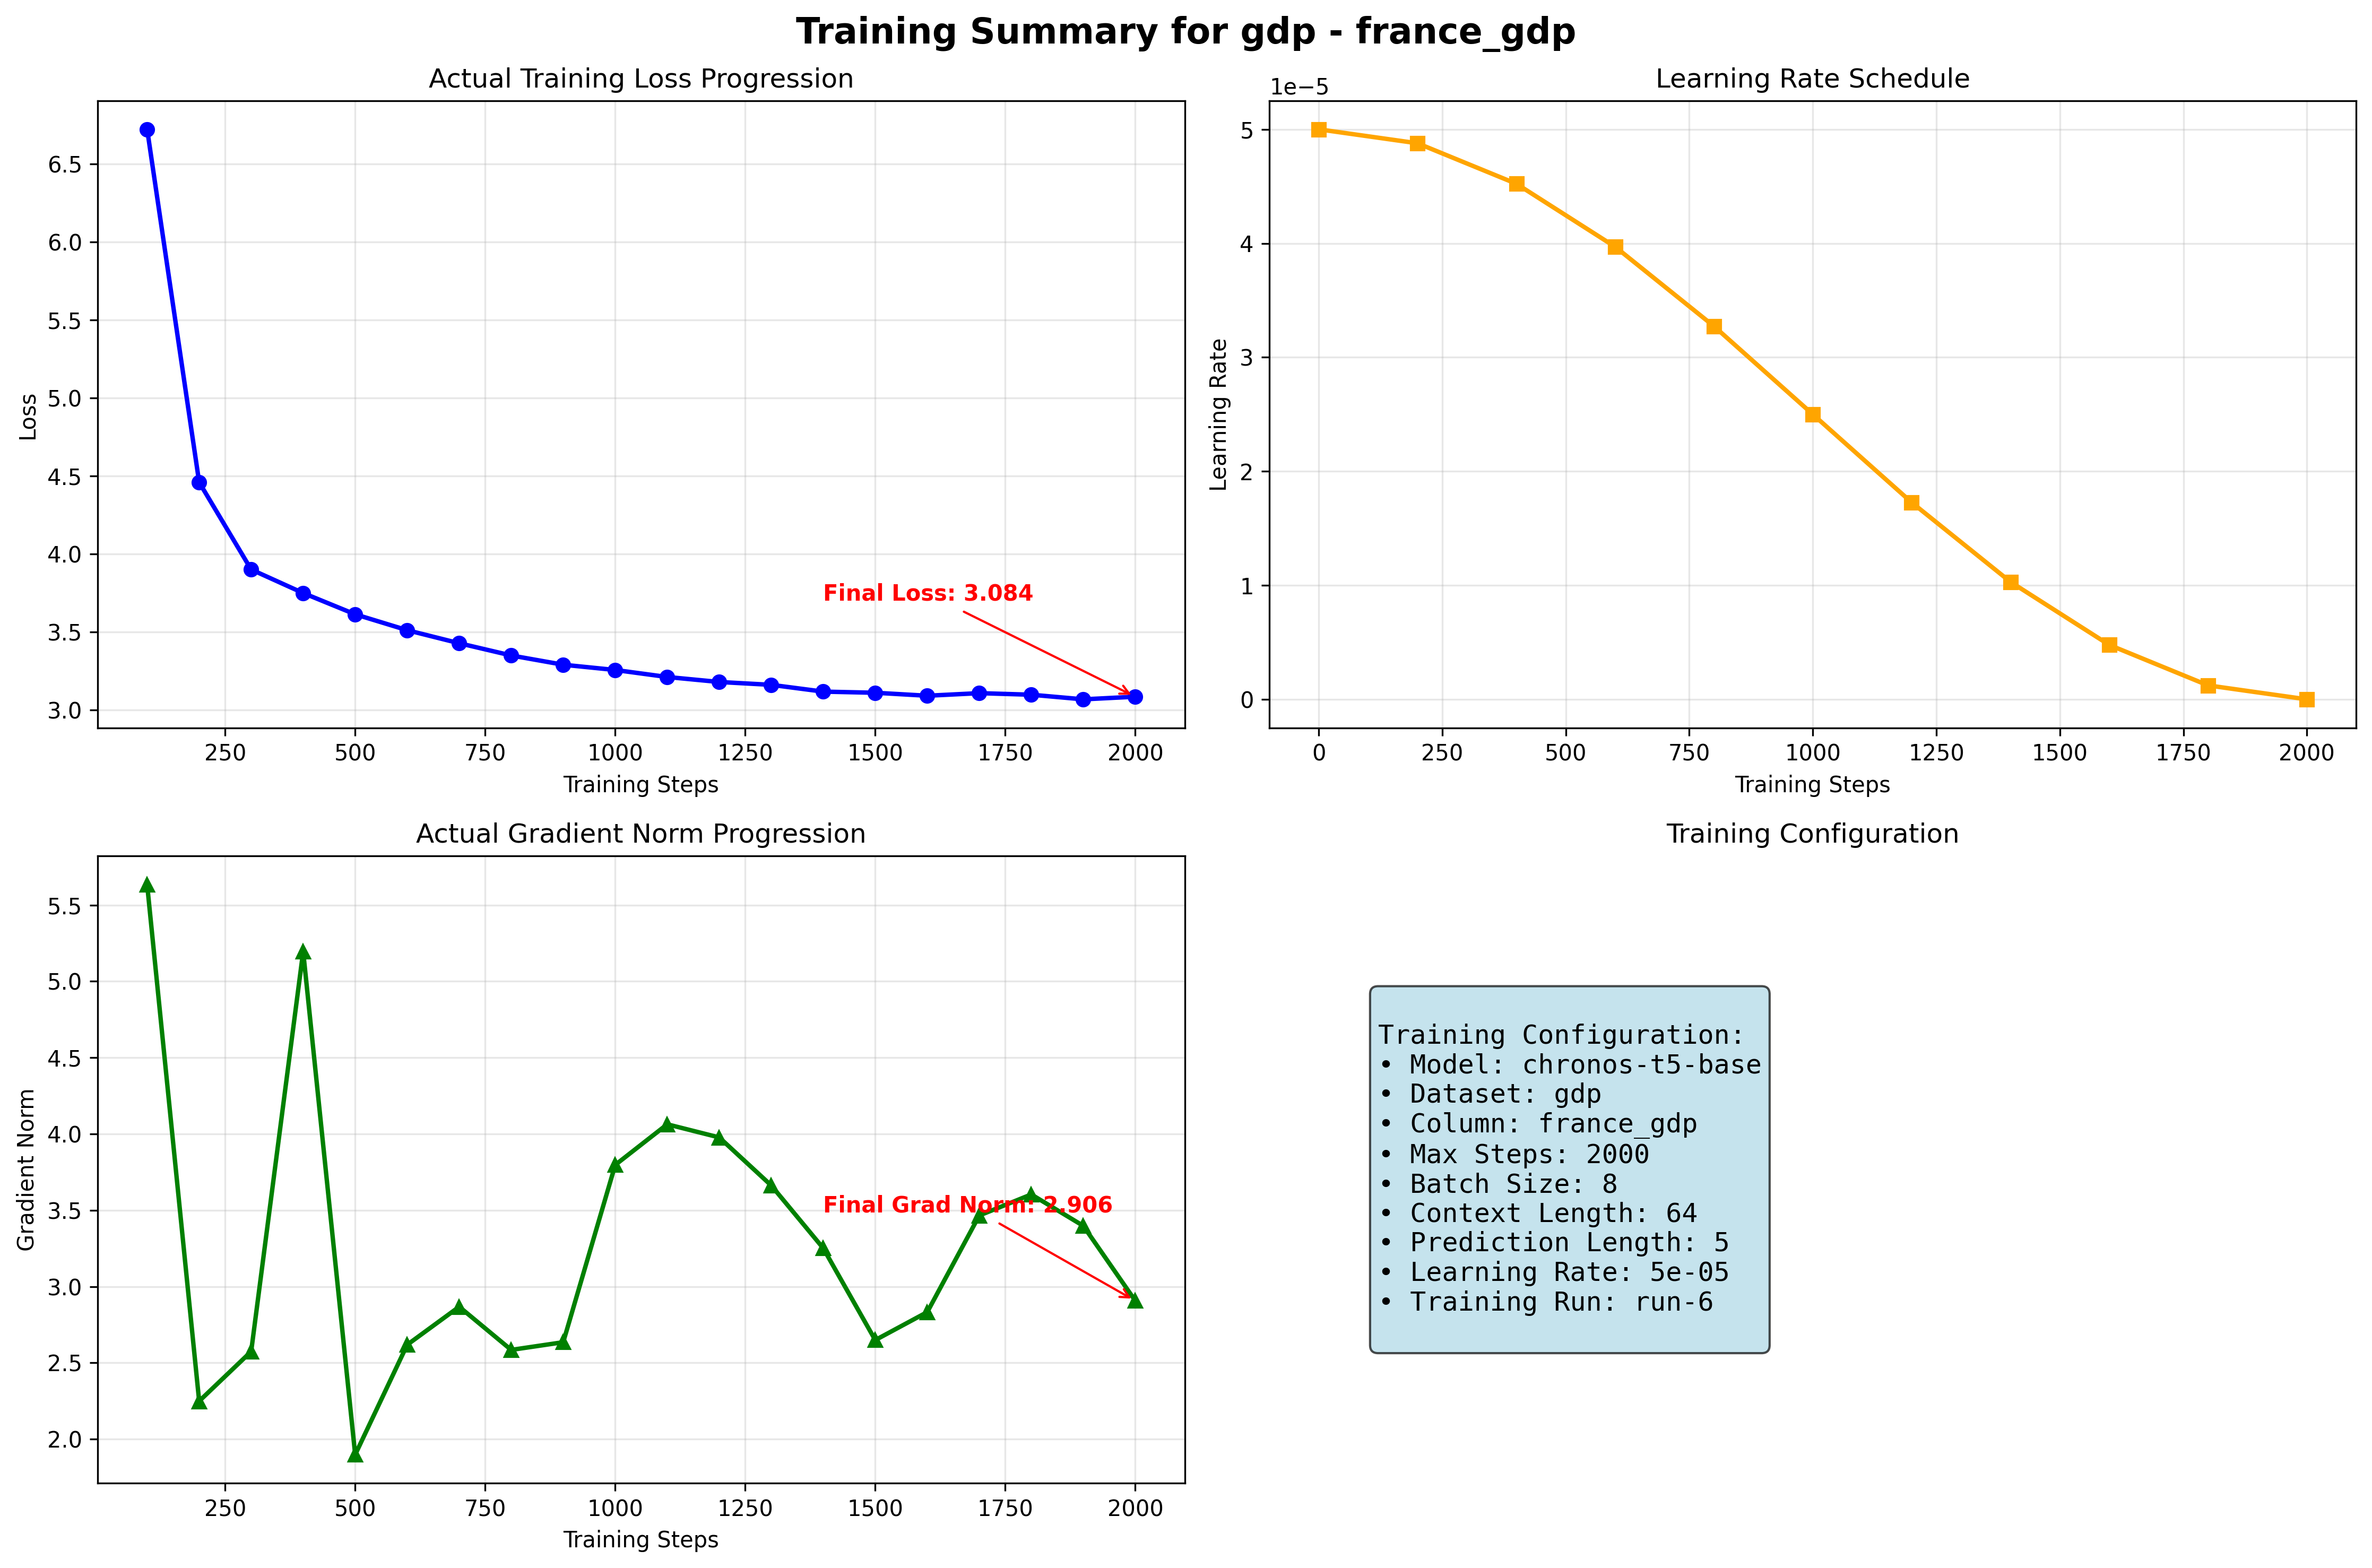 Training Summary for gdp - france_gdp
Actual Training Loss Progression
Loss
6.5
6.0
5.5
5.0
4.5
4.0
3.5
3.0
Final Loss: 3.084
250 500 750 1000 1250 1500 1750 2000
Training Steps
Learning Rate Schedule
1e−5
Learning Rate
5
4
3
2
1
0
0 250 500 750 1000 1250 1500 1750 2000
Training Steps
Actual Gradient Norm Progression
Gradient Norm
5.5
5.0
4.5
4.0
3.5
3.0
2.5
2.0
Final Grad Norm: 2.906
250 500 750 1000 1250 1500 1750 2000
Training Steps
Training Configuration
Training Configuration:
• Model: chronos-t5-base
• Dataset: gdp
• Column: france_gdp
• Max Steps: 2000
• Batch Size: 8
• Context Length: 64
• Prediction Length: 5
• Learning Rate: 5e-05
• Training Run: run-6